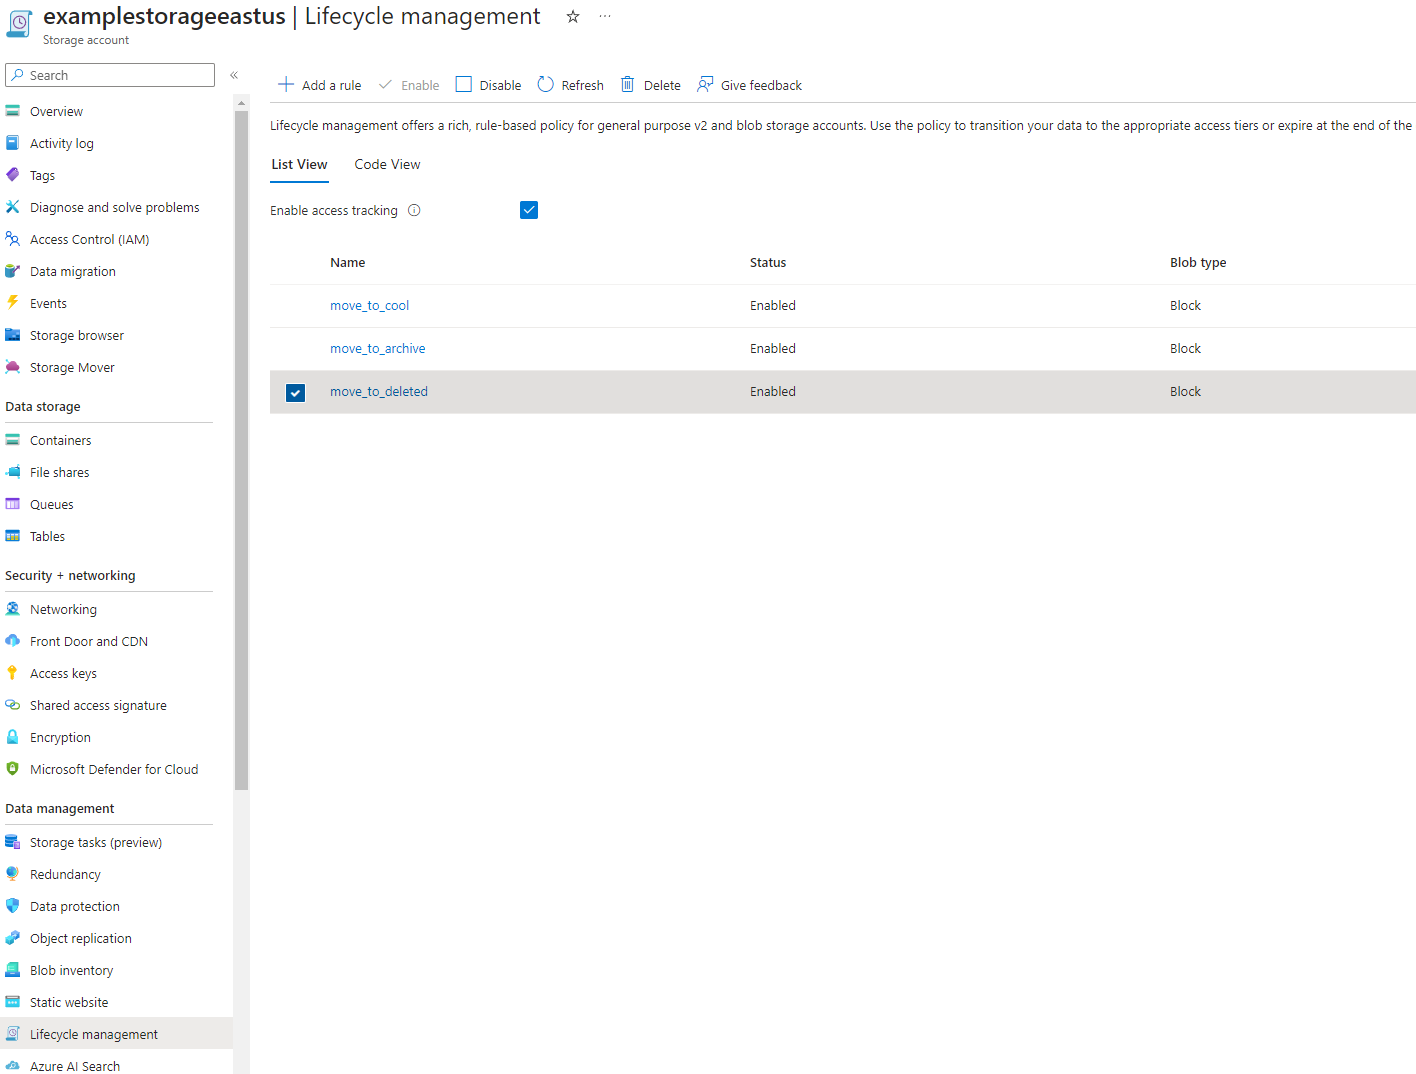 examplestorageeastus | Lifecycle management ☆ ···
Storage account
Search «
Overview
Activity log
Tags
Diagnose and solve problems
Access Control (IAM)
Data migration
Events
Storage browser
Storage Mover
Data storage
Containers
File shares
Queues
Tables
Security + networking
Networking
Front Door and CDN
Access keys
Shared access signature
Encryption
Microsoft Defender for Cloud
Data management
Storage tasks (preview)
Redundancy
Data protection
Object replication
Blob inventory
Static website
Lifecycle management
Azure AI Search
Add a rule Enable Disable Refresh Delete Give feedback
Lifecycle management offers a rich, rule-based policy for general purpose v2 and blob storage accounts. Use the policy to transition your data to the appropriate access tiers or expire at the end of the
List View Code View
Enable access tracking
Name Status Blob type
move_to_cool Enabled Block
move_to_archive Enabled Block
move_to_deleted Enabled Block